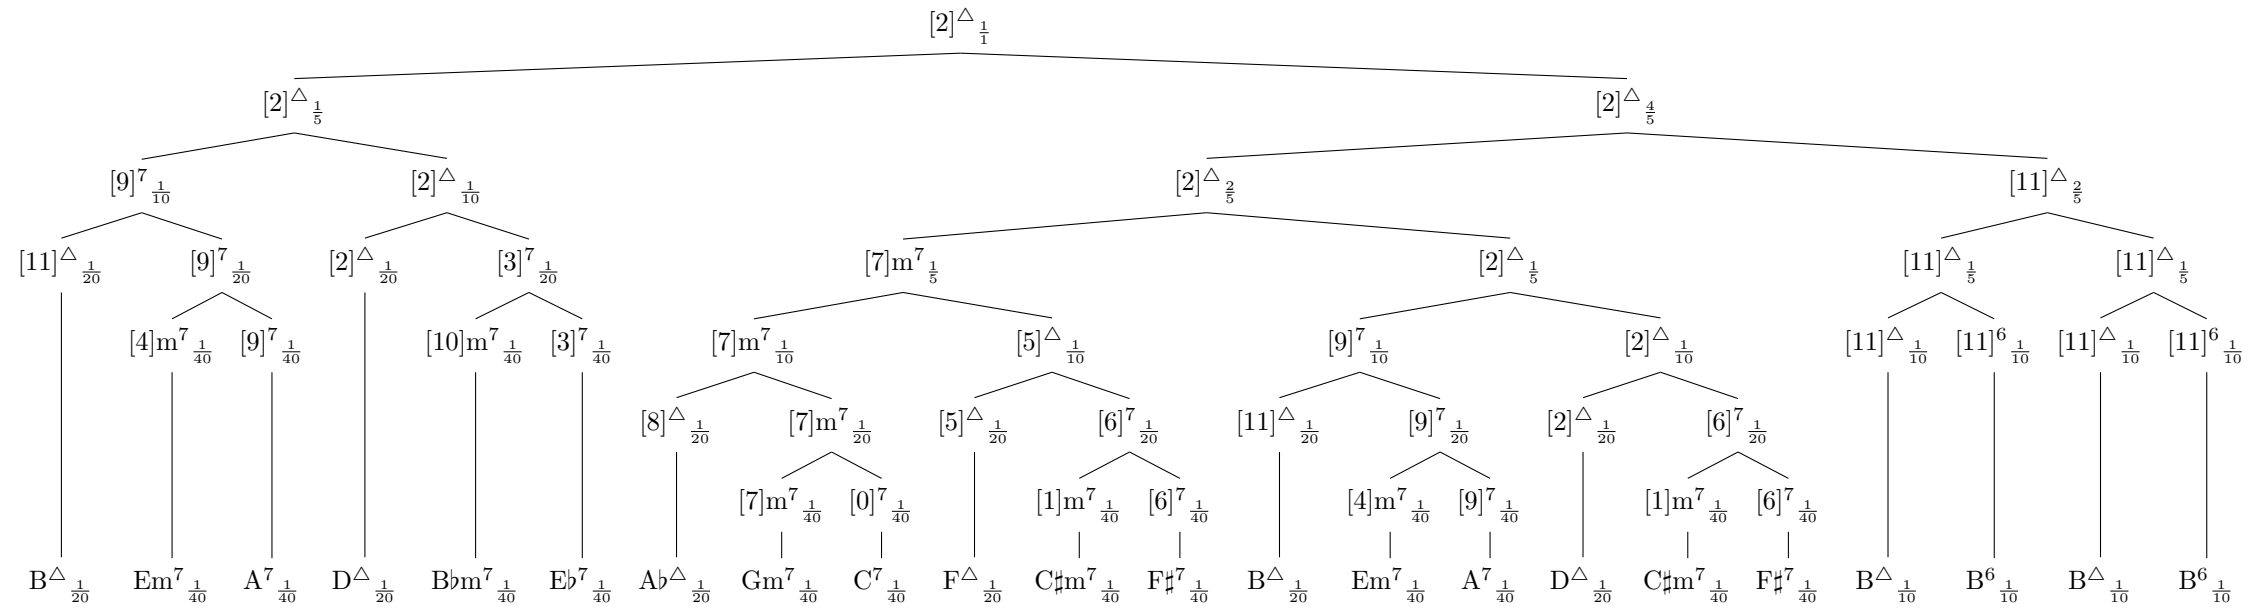 [2]△ 1/1
[2]△ 1/5 [2]△ 4/5
[9]7 1/10 [2]△ 1/10 [2]△ 2/5 [11]△ 2/5
[11]△ 1/20 [9]7 1/20 [2]△ 1/20 [3]7 1/20 [7]m7 1/5 [2]△ 1/5 [11]△ 1/5 [11]△ 1/5
[4]m7 1/40 [9]7 1/40 [10]m7 1/40 [3]7 1/40 [7]m7 1/10 [5]△ 1/10 [9]7 1/10 [2]△ 1/10 [11]△ 1/10 [11]6 1/10 [11]△ 1/10 [11]6 1/10
[8]△ 1/20 [7]m7 1/20 [5]△ 1/20 [6]7 1/20 [11]△ 1/20 [9]7 1/20 [2]△ 1/20 [6]7 1/20
[7]m7 1/40 [0]7 1/40 [1]m7 1/40 [6]7 1/40 [4]m7 1/40 [9]7 1/40 [1]m7 1/40 [6]7 1/40
B△ 1/20 Em7 1/40 A7 1/40 D△ 1/20 B♭m7 1/40 E♭7 1/40 A♭△ 1/20 Gm7 1/40 C7 1/40 F△ 1/20 C♯m7 1/40 F♯7 1/40 B△ 1/20 Em7 1/40 A7 1/40 D△ 1/20 C♯m7 1/40 F♯7 1/40 B△ 1/10 B6 1/10 B△ 1/10 B6 1/10